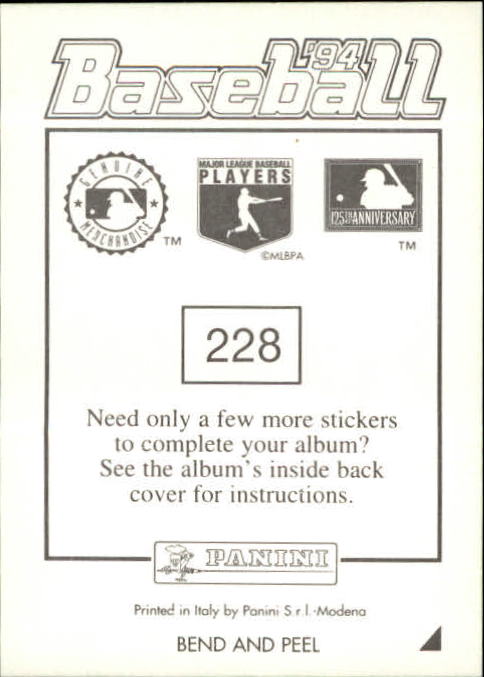 '94
Baseball
GENUINE
MERCHANDISE
TM
MAJOR LEAGUE BASEBALL
PLAYERS
©MLBPA
125TH ANNIVERSARY
TM
228
Need only a few more stickers
to complete your album?
See the album's inside back
cover for instructions.
PANINI
Printed in Italy by Panini S.r.l.-Modena
BEND AND PEEL